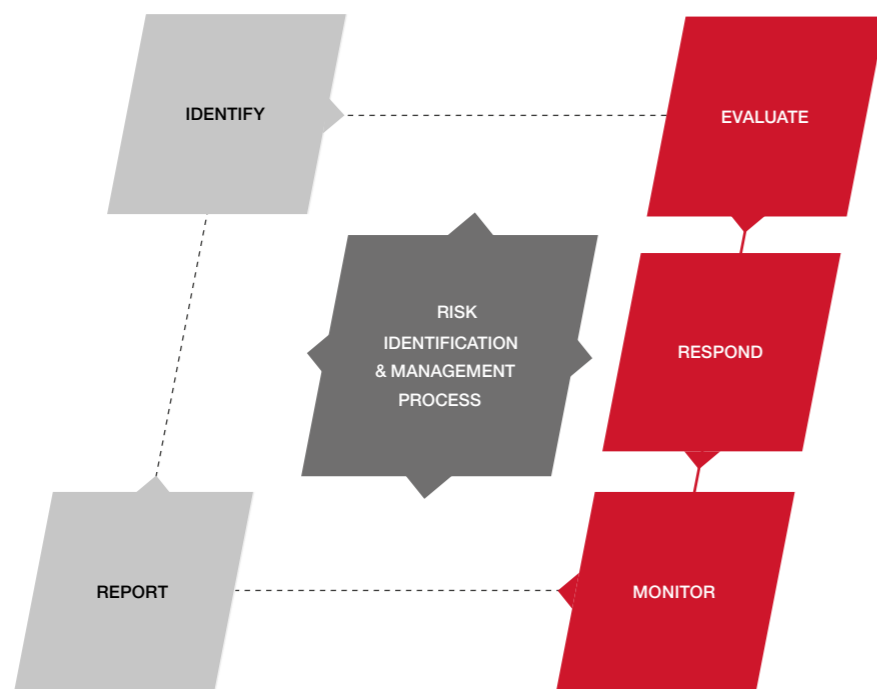 IDENTIFY
EVALUATE
RISK
IDENTIFICATION
& MANAGEMENT
PROCESS
RESPOND
REPORT
MONITOR